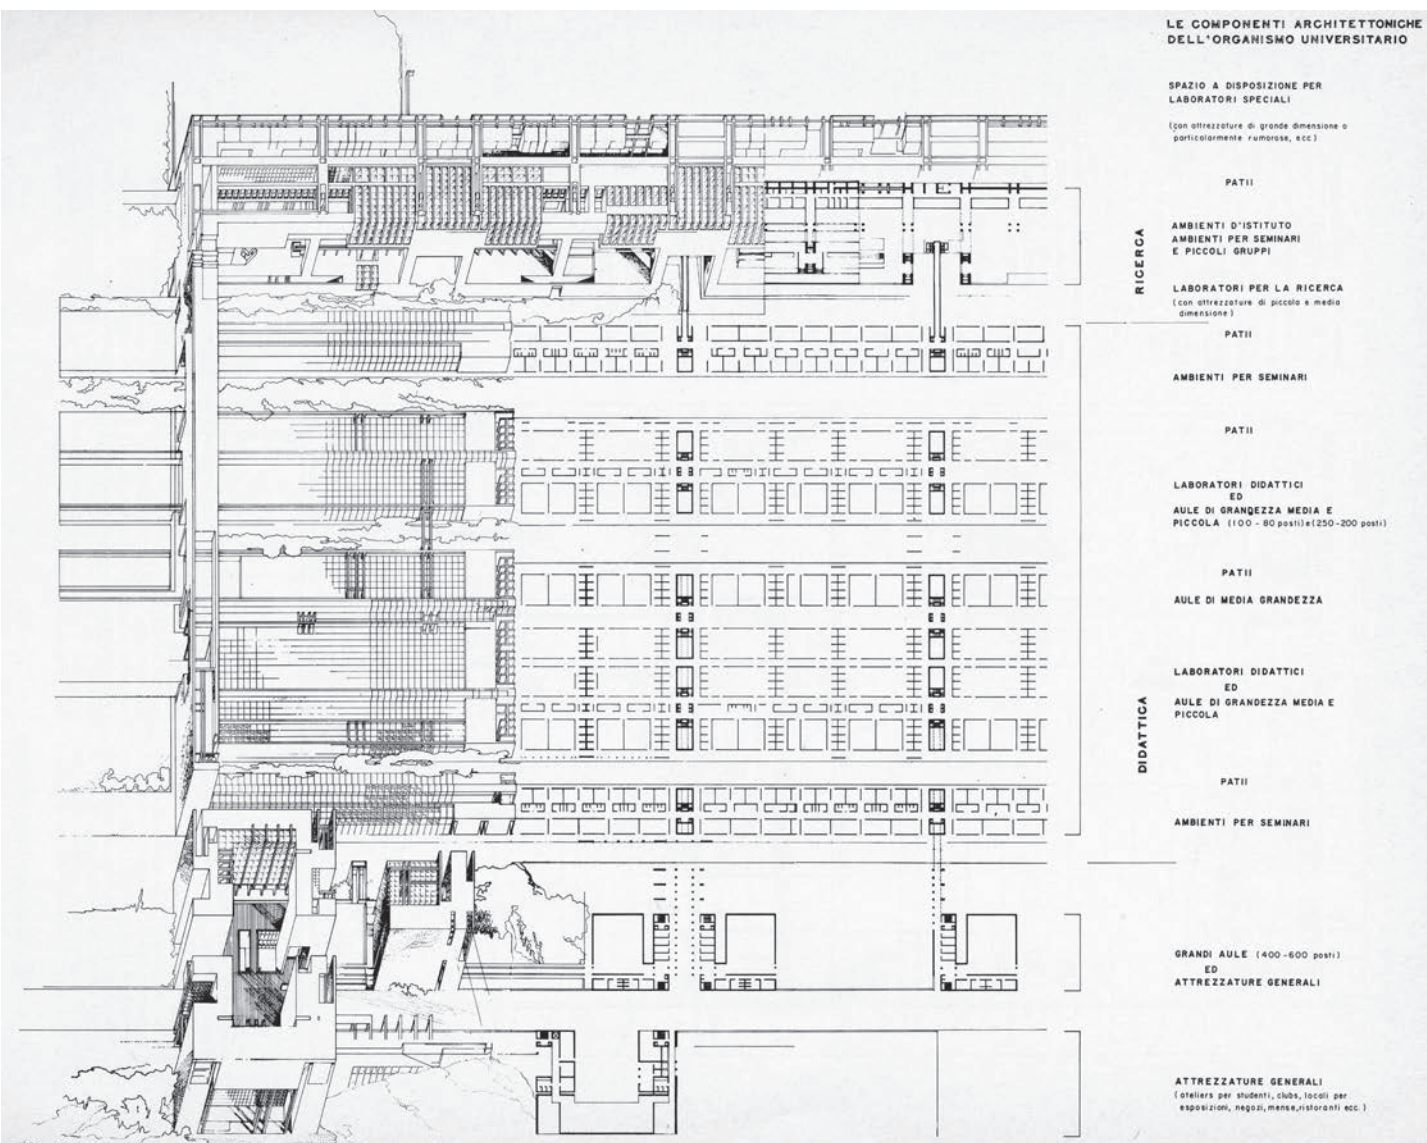 LE COMPONENTI ARCHITETTONICHE
DELL'ORGANISMO UNIVERSITARIO
SPAZIO A DISPOSIZIONE PER
LABORATORI SPECIALI
(con attrezzature di grande dimensione o
particolarmente rumorose, ecc)
PATII
AMBIENTI D'ISTITUTO
AMBIENTI PER SEMINARI
E PICCOLI GRUPPI
RICERCA
LABORATORI PER LA RICERCA
(con attrezzature di piccola e media
dimensione)
PATII
AMBIENTI PER SEMINARI
PATII
LABORATORI DIDATTICI
ED
AULE DI GRANDEZZA MEDIA E
PICCOLA (100 - 80 posti) e (250-200 posti)
PATII
AULE DI MEDIA GRANDEZZA
LABORATORI DIDATTICI
ED
AULE DI GRANDEZZA MEDIA E
PICCOLA
DIDATTICA
PATII
AMBIENTI PER SEMINARI
GRANDI AULE (400-600 posti)
ED
ATTREZZATURE GENERALI
ATTREZZATURE GENERALI
(ateliers per studenti, clubs, locali per
esposizioni, negozi, mense, ristoranti ecc.)